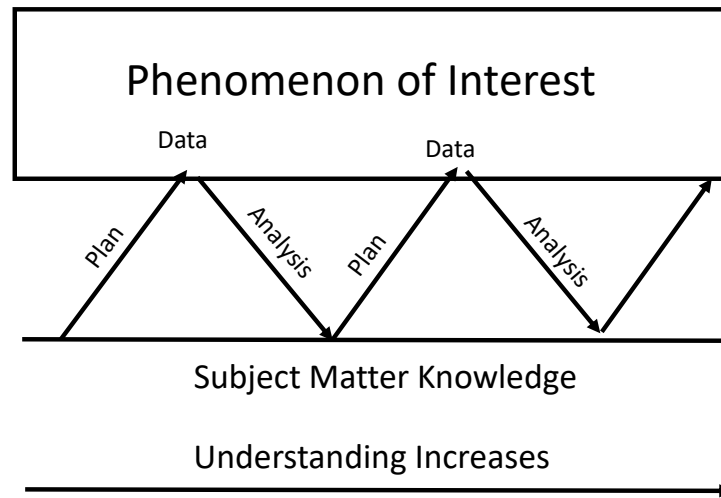 Phenomenon of Interest
Data
Data
Plan
Analysis
Plan
Analysis
Subject Matter Knowledge
Understanding Increases